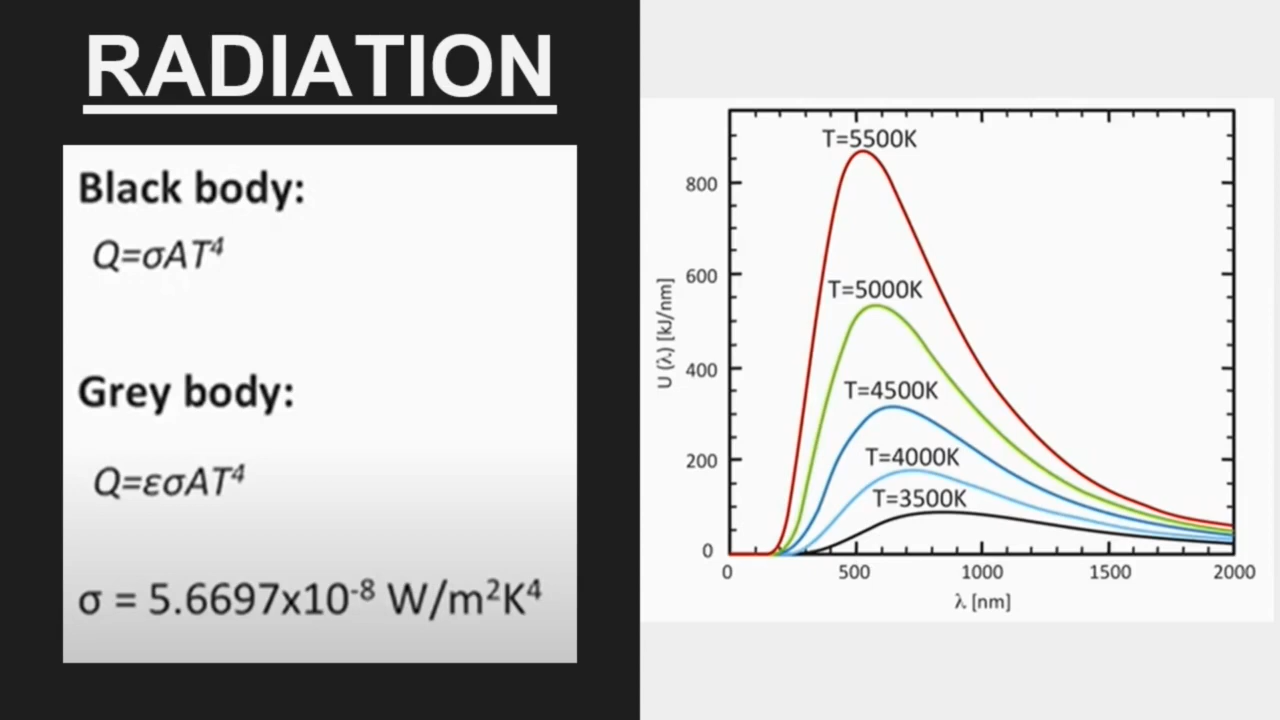 RADIATION
Black body:
Q=σAT⁴
Grey body:
Q=εσAT⁴
σ = 5.6697x10⁻⁸ W/m²K⁴
T=5500K
T=5000K
T=4500K
T=4000K
T=3500K
U (λ) [kJ/nm]
800
600
400
200
0
0 500 1000 1500 2000
λ [nm]